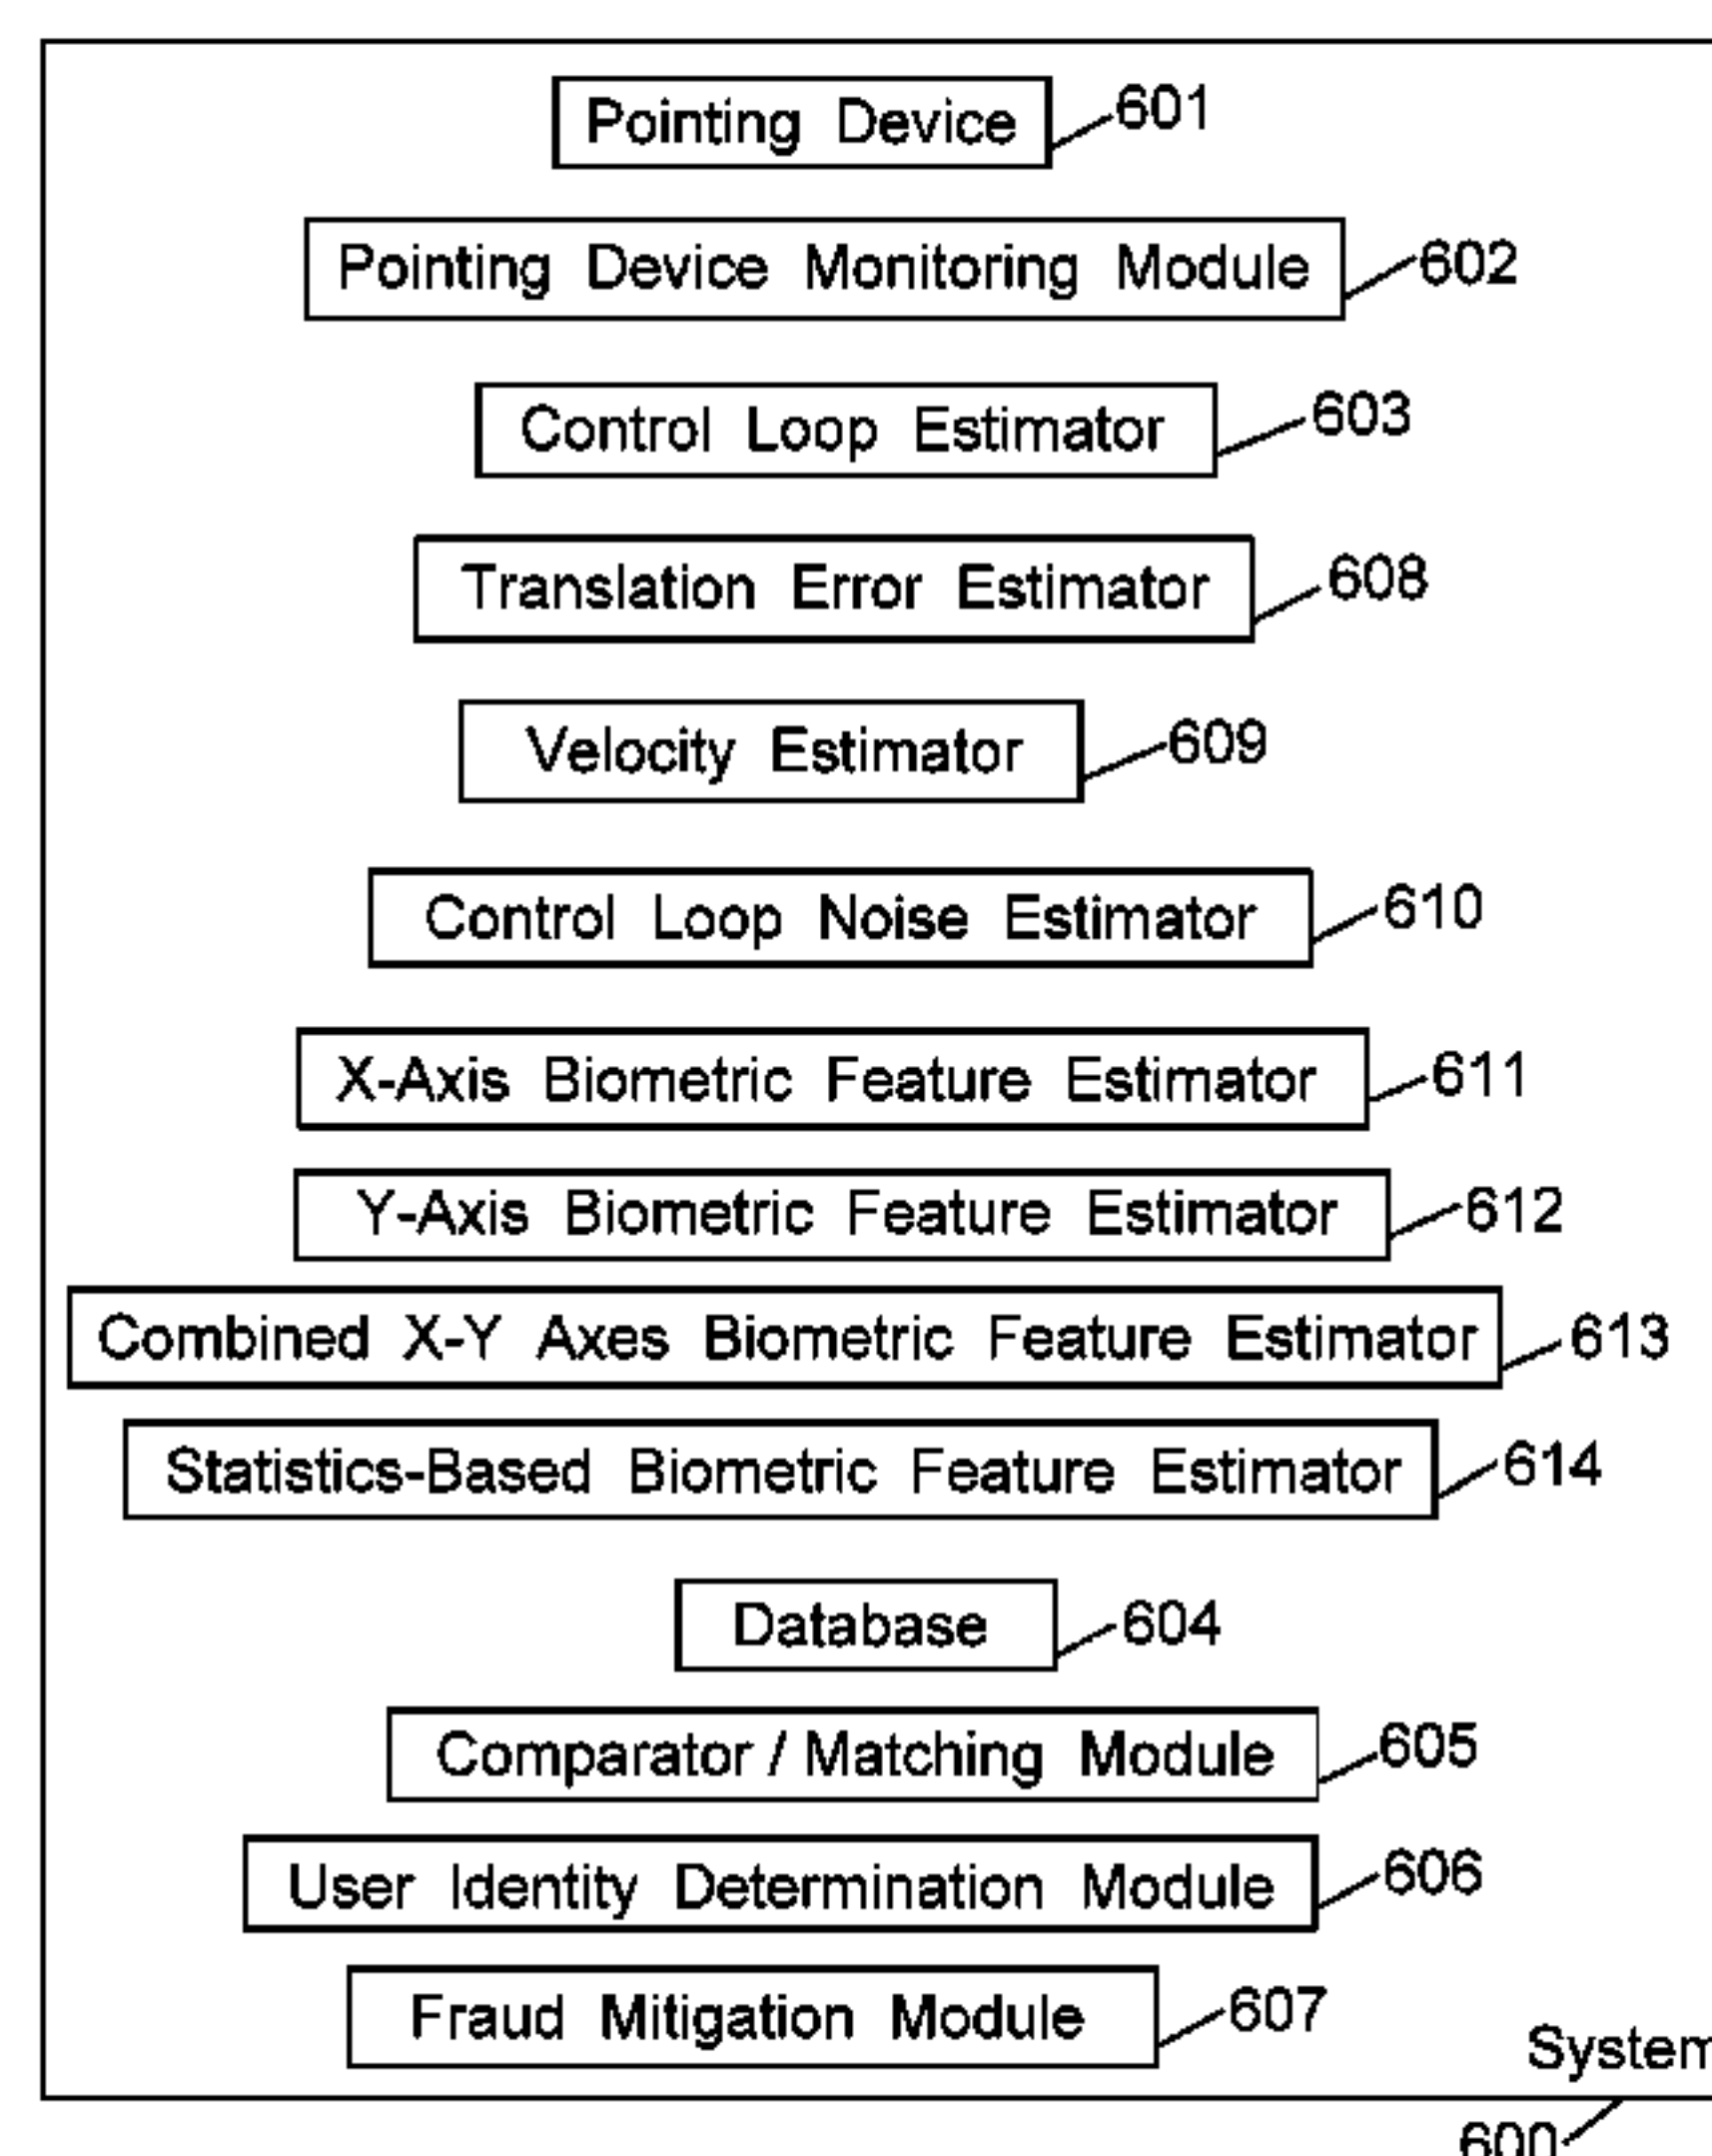 Pointing Device 601
Pointing Device Monitoring Module 602
Control Loop Estimator 603
Translation Error Estimator 608
Velocity Estimator 609
Control Loop Noise Estimator 610
X-Axis Biometric Feature Estimator 611
Y-Axis Biometric Feature Estimator 612
Combined X-Y Axes Biometric Feature Estimator 613
Statistics-Based Biometric Feature Estimator 614
Database 604
Comparator / Matching Module 605
User Identity Determination Module 606
Fraud Mitigation Module 607
System
600